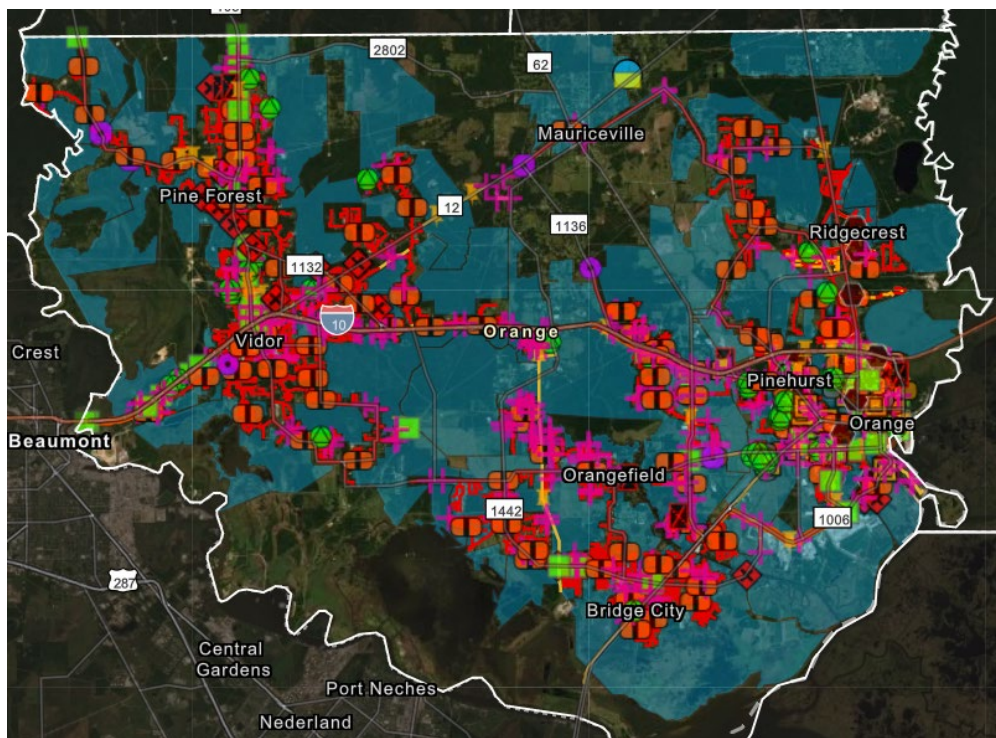 2802
62
Mauriceville
Pine Forest
12
1136
Ridgecrest
1132
10
Orange
Vidor
Crest
Pinehurst
Beaumont
Orange
Orangefield
1442
1006
287
Bridge City
Central
Gardens
Port Neches
Nederland